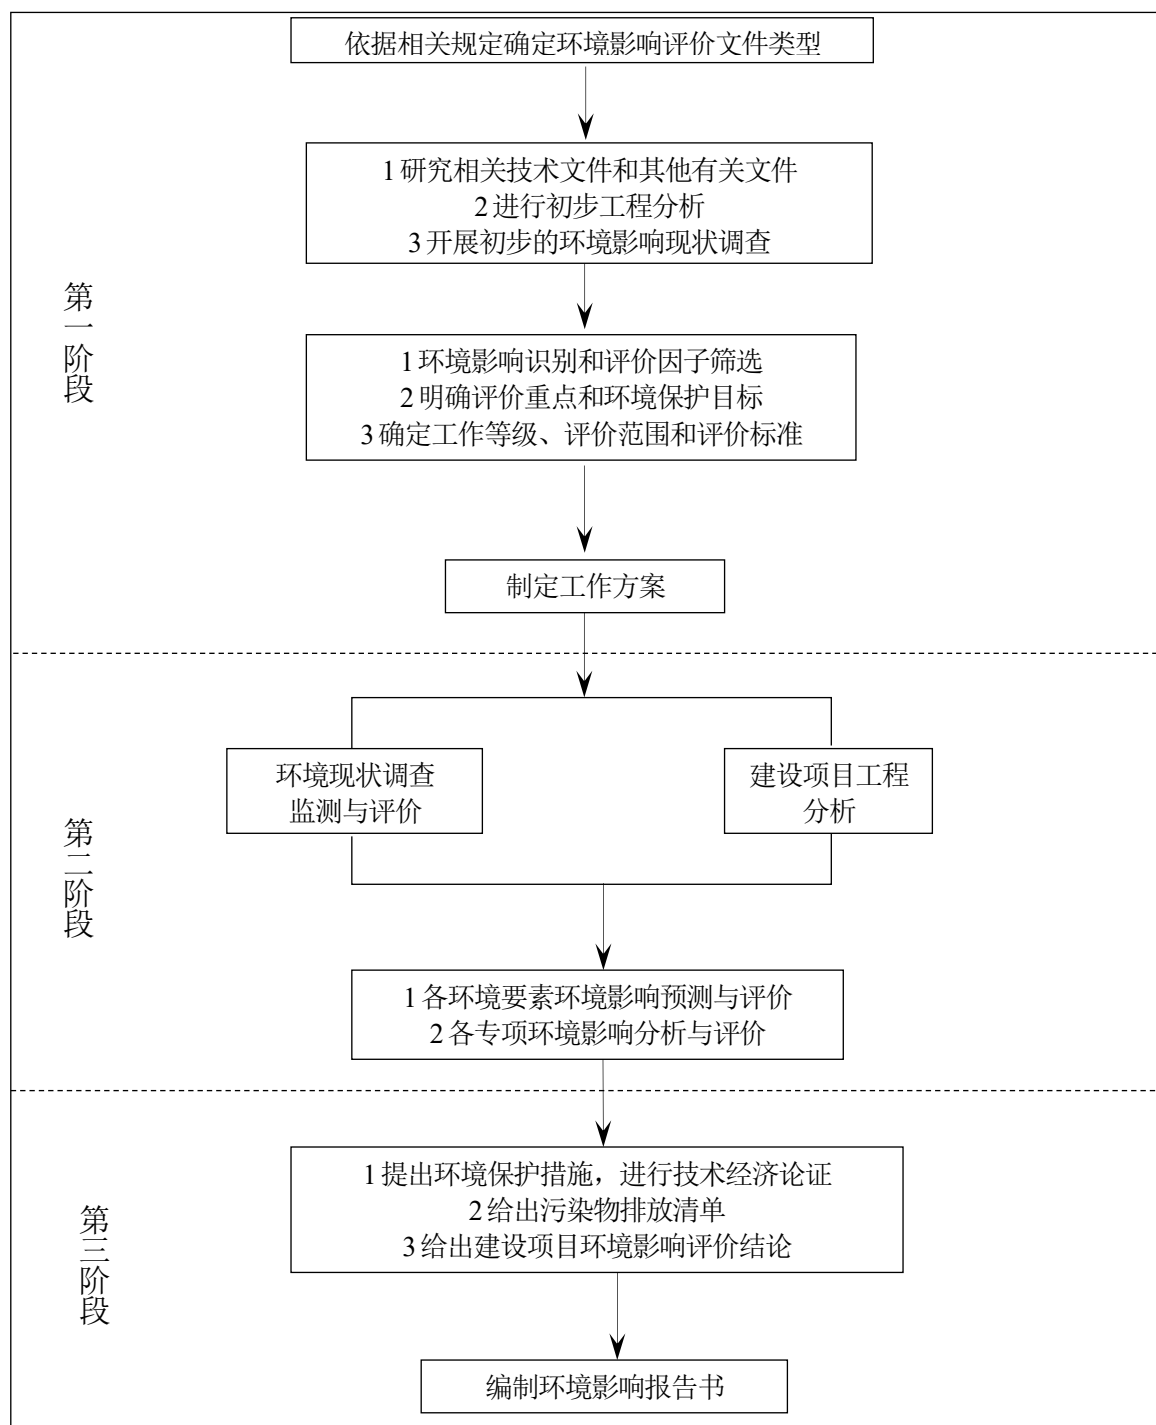 依据相关规定确定环境影响评价文件类型
1 研究相关技术文件和其他有关文件
2 进行初步工程分析
3 开展初步的环境影响现状调查
第一阶段
1 环境影响识别和评价因子筛选
2 明确评价重点和环境保护目标
3 确定工作等级、评价范围和评价标准
制定工作方案
环境现状调查
监测与评价
建设项目工程
分析
第二阶段
1 各环境要素环境影响预测与评价
2 各专项环境影响分析与评价
1 提出环境保护措施，进行技术经济论证
2 给出污染物排放清单
3 给出建设项目环境影响评价结论
第三阶段
编制环境影响报告书